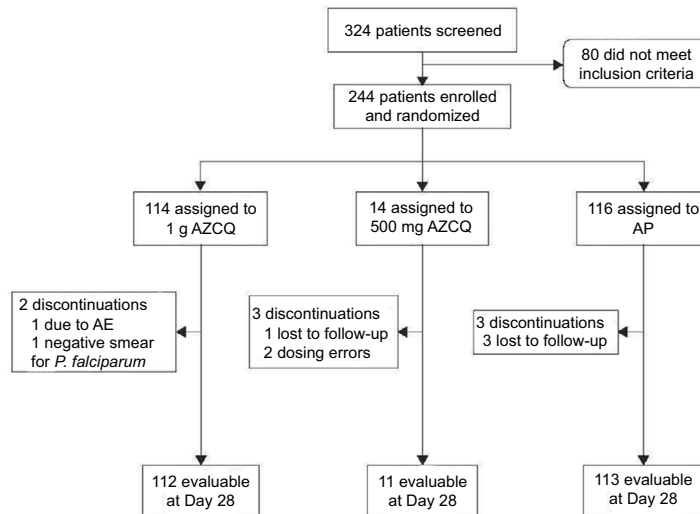 324 patients screened
80 did not meet
inclusion criteria
244 patients enrolled
and randomized
114 assigned to
1 g AZCQ
14 assigned to
500 mg AZCQ
116 assigned to
AP
2 discontinuations
1 due to AE
1 negative smear
for P. falciparum
3 discontinuations
1 lost to follow-up
2 dosing errors
3 discontinuations
3 lost to follow-up
112 evaluable
at Day 28
11 evaluable
at Day 28
113 evaluable
at Day 28